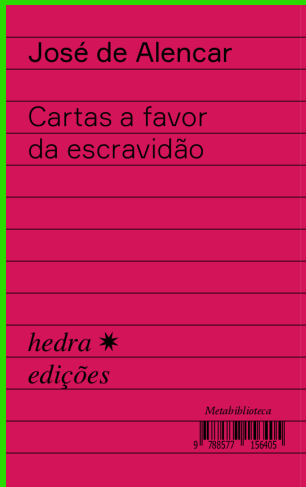 José de Alencar
Cartas a favor
da escravidão
hedra
edições
Metabiblioteca
9 788577 156405